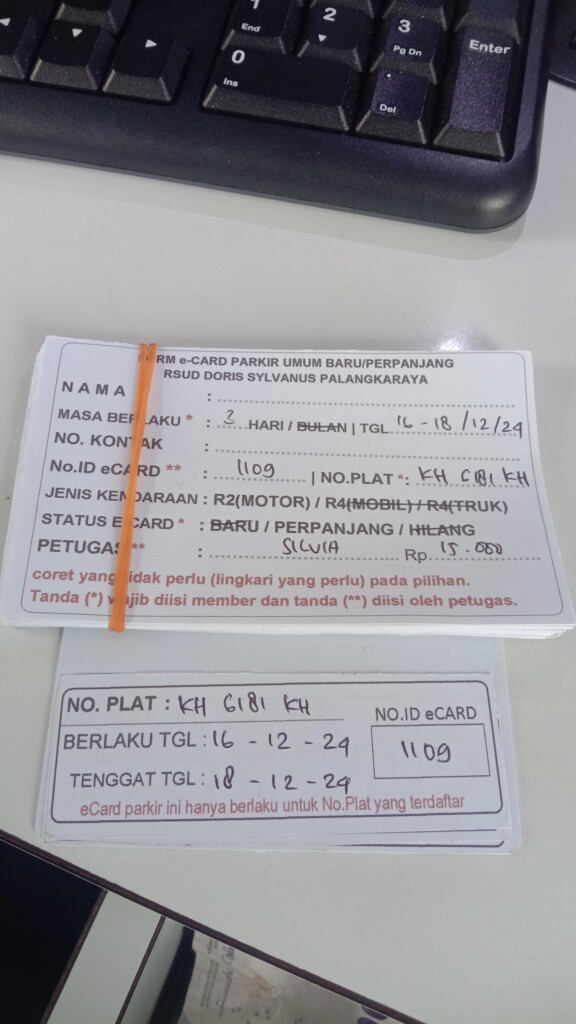 1
End
2
3
Pg Dn
Enter
0
Ins
.
Del
FORM e-CARD PARKIR UMUM BARU/PERPANJANG
RSUD DORIS SYLVANUS PALANGKARAYA
NAMA : 
MASA BERLAKU * : 3 HARI / BULAN | TGL 16 - 18 /12/24
NO. KONTAK :
No.ID eCARD ** : 1109 | NO.PLAT *: KH 6181 KH
JENIS KENDARAAN : R2(MOTOR) / R4(MOBIL) / R4(TRUK)
STATUS E CARD * : BARU / PERPANJANG / HILANG
PETUGAS ** : SILVIA Rp 15.000
coret yang tidak perlu (lingkari yang perlu) pada pilihan.
Tanda (*) wajib diisi member dan tanda (**) diisi oleh petugas.
NO. PLAT : KH 6181 KH
NO.ID eCARD
BERLAKU TGL : 16 - 12 - 24
1109
TENGGAT TGL : 18 - 12 - 24
eCard parkir ini hanya berlaku untuk No.Plat yang terdaftar